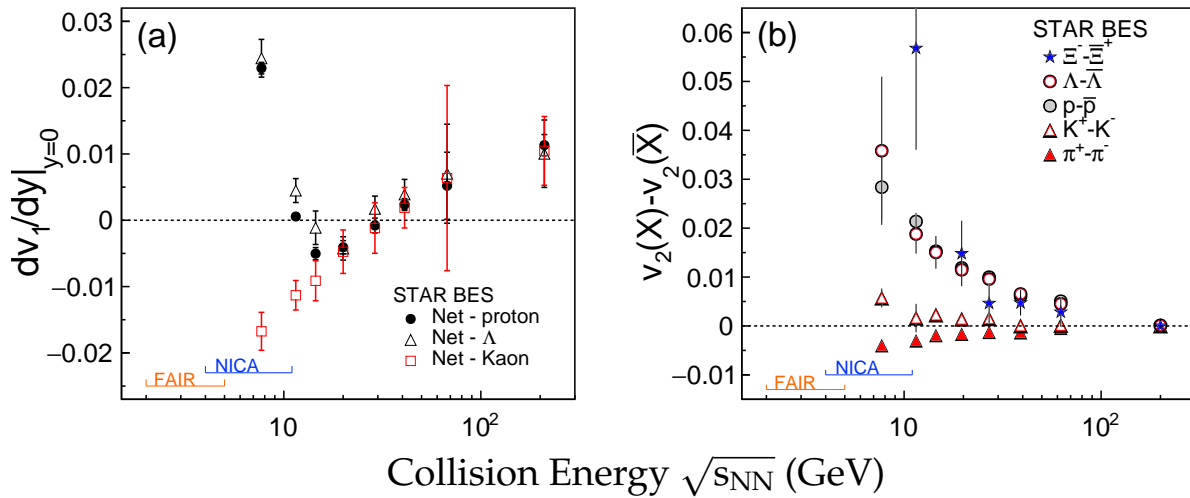 (a)
0.03
0.02
0.01
0
−0.01
−0.02
dv₁/dy|y=0
STAR BES
Net - proton
Net - Λ
Net - Kaon
NICA
FAIR
10
10²
(b)
0.06
0.05
0.04
0.03
0.02
0.01
0
−0.01
v₂(X)-v₂(X̅)
STAR BES
Ξ⁻-Ξ̅⁺
Λ-Λ̅
p-p̅
K⁺-K⁻
π⁺-π⁻
NICA
FAIR
10
10²
Collision Energy √sNN (GeV)